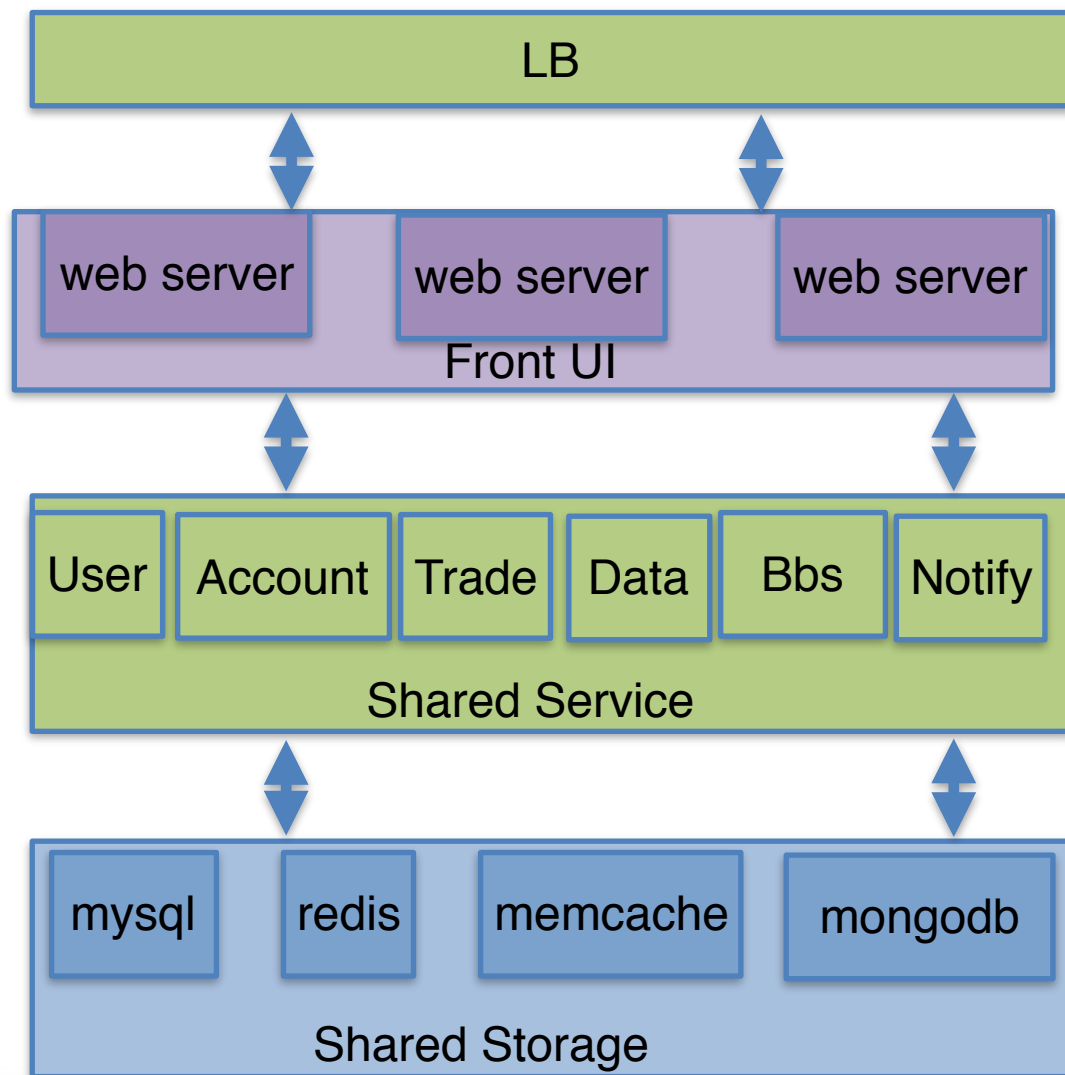 LB
web server
web server
web server
Front UI
User
Account
Trade
Data
Bbs
Notify
Shared Service
mysql
redis
memcache
mongodb
Shared Storage